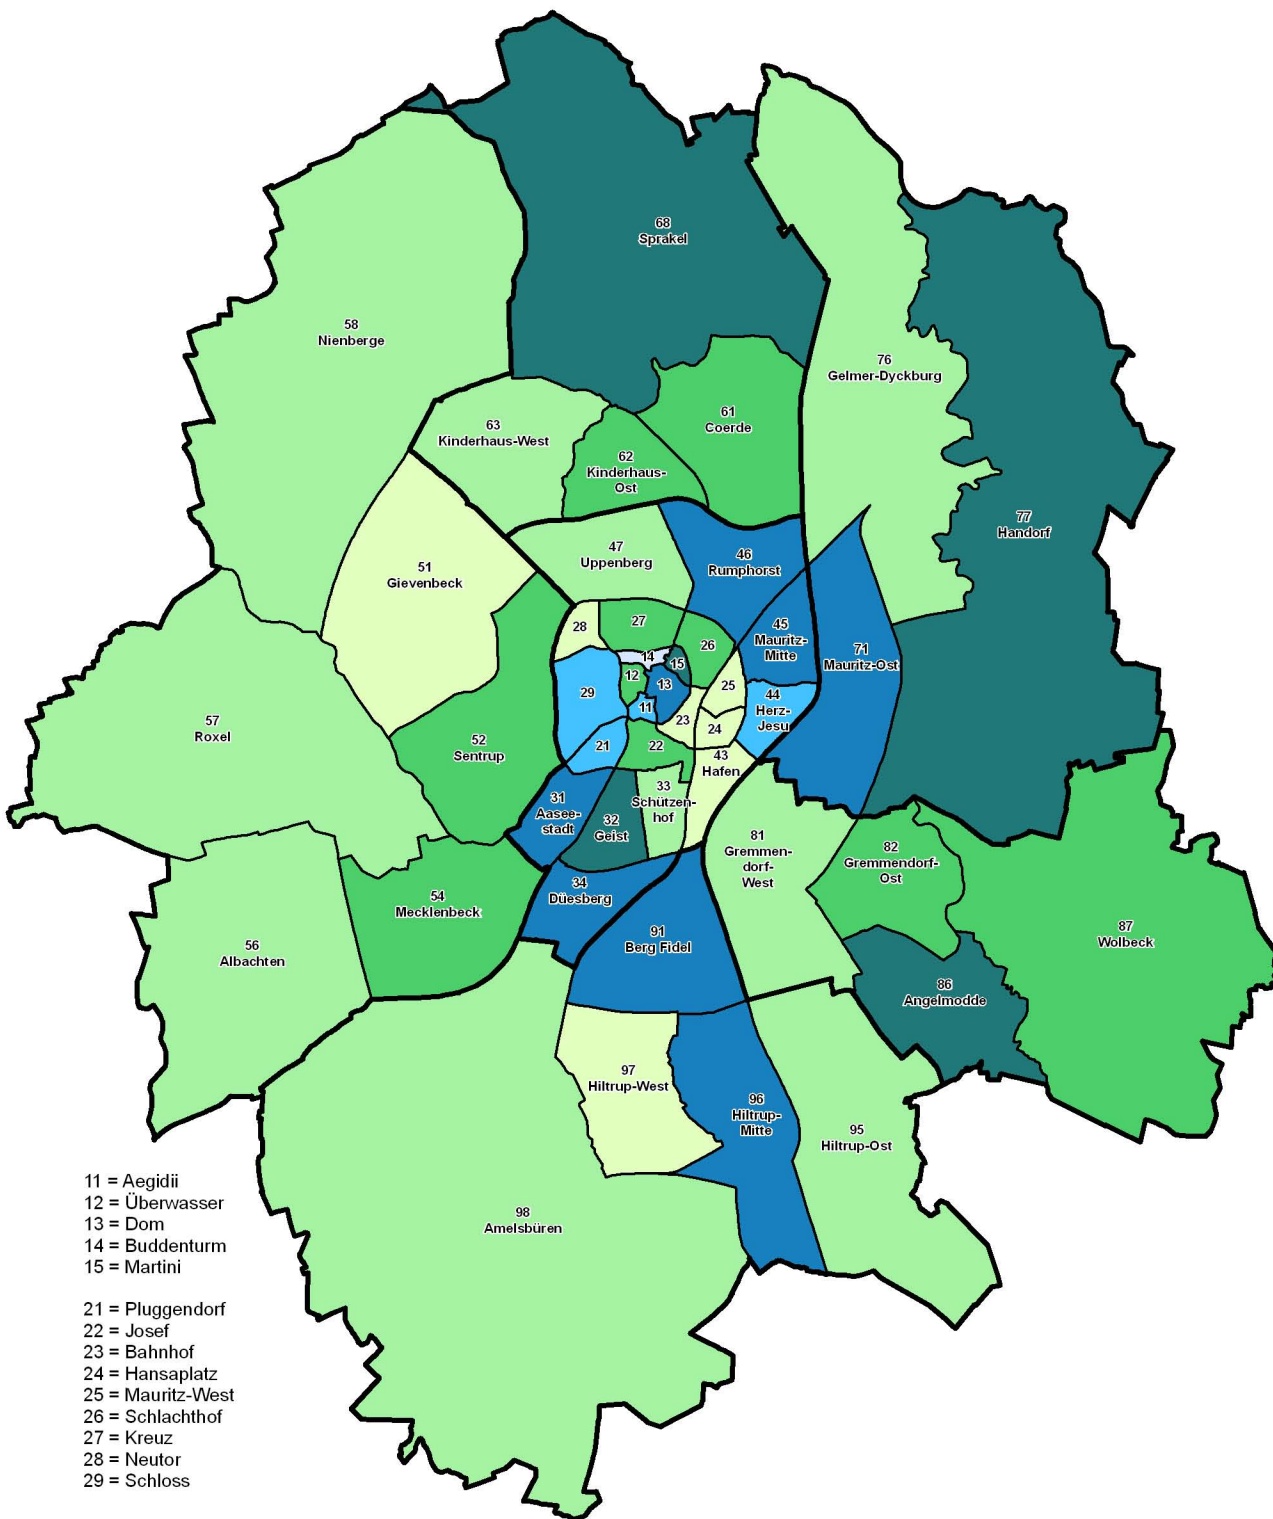 68
Sprakel
58
Nienberge
76
Gelmer-Dyckburg
61
Coerde
63
Kinderhaus-West
62
Kinderhaus-
Ost
77
Handorf
47
Uppenberg
46
Rumphorst
51
Gievenbeck
28
27
26
45
Mauritz-
Mitte
71
Mauritz-Ost
14
15
12
13
25
29
11
44
Herz-
Jesu
23
24
57
Roxel
52
Sentrup
21
22
43
Hafen
33
Schützen-
hof
31
Aasee-
stadt
32
Geist
81
Gremmen-
dorf-
West
82
Gremmendorf-
Ost
34
Düesberg
54
Mecklenbeck
56
Albachten
91
Berg Fidel
87
Wolbeck
86
Angelmodde
97
Hiltrup-West
96
Hiltrup-
Mitte
95
Hiltrup-Ost
98
Amelsbüren
11 = Aegidii
12 = Überwasser
13 = Dom
14 = Buddenturm
15 = Martini
21 = Pluggendorf
22 = Josef
23 = Bahnhof
24 = Hansaplatz
25 = Mauritz-West
26 = Schlachthof
27 = Kreuz
28 = Neutor
29 = Schloss